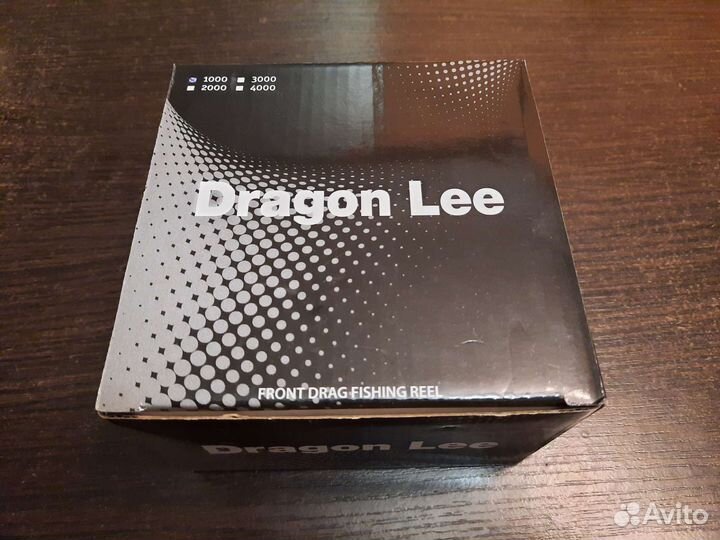 1000 3000
2000 4000
Dragon Lee
FRONT DRAG FISHING REEL
Dragon Lee
Avito